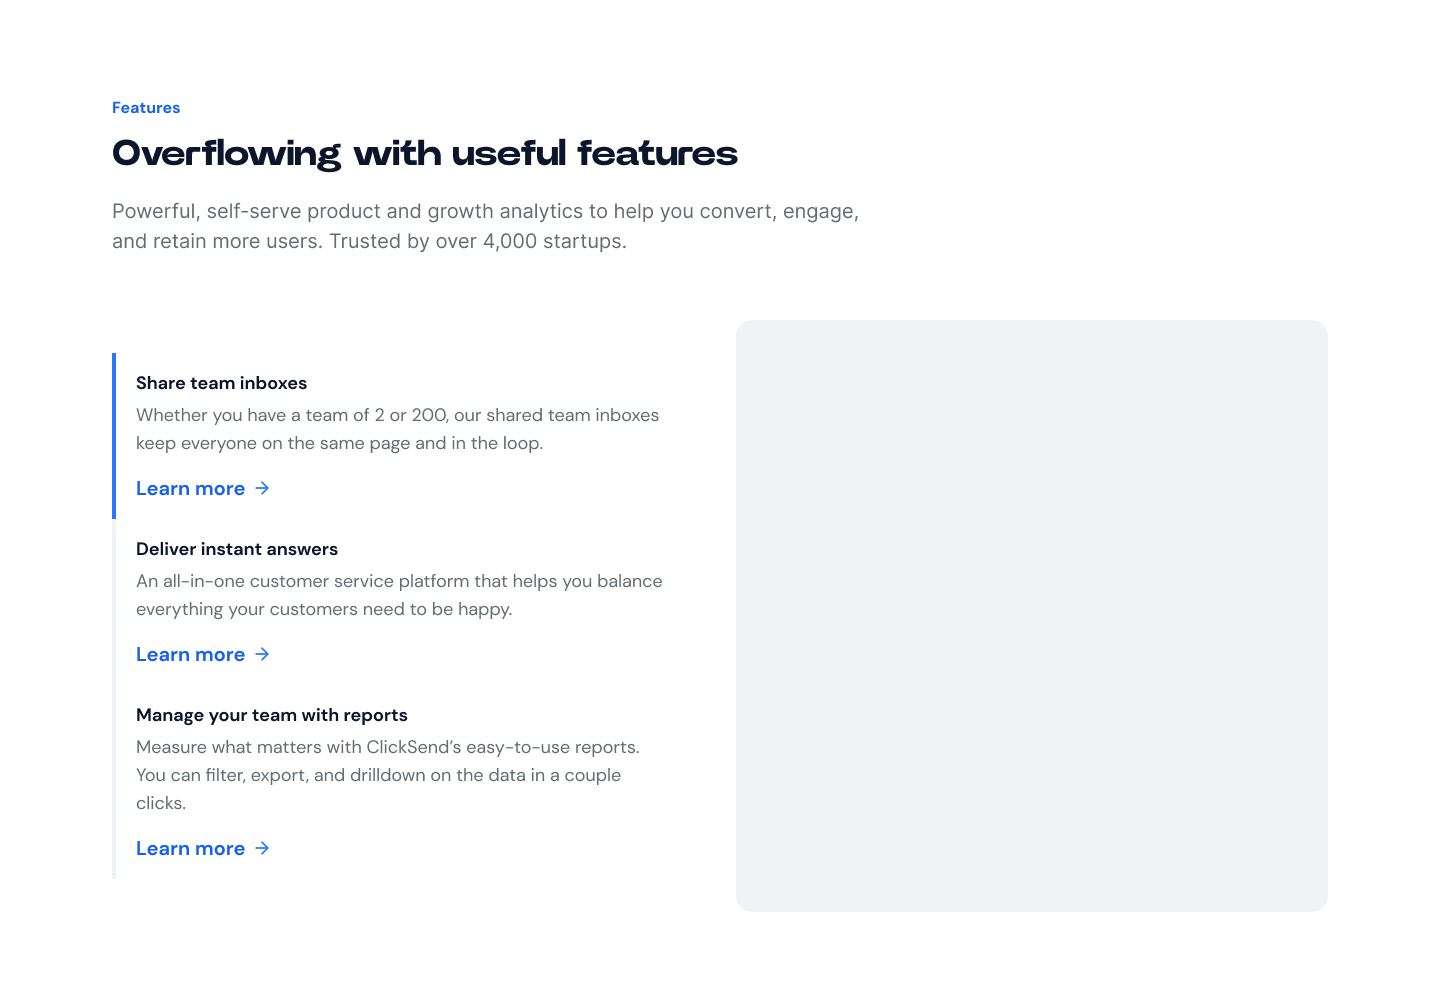 Features
Overflowing with useful features
Powerful, self-serve product and growth analytics to help you convert, engage,
and retain more users. Trusted by over 4,000 startups.
Share team inboxes
Whether you have a team of 2 or 200, our shared team inboxes
keep everyone on the same page and in the loop.
Learn more
Deliver instant answers
An all-in-one customer service platform that helps you balance
everything your customers need to be happy.
Learn more
Manage your team with reports
Measure what matters with ClickSend’s easy-to-use reports.
You can filter, export, and drilldown on the data in a couple
clicks.
Learn more